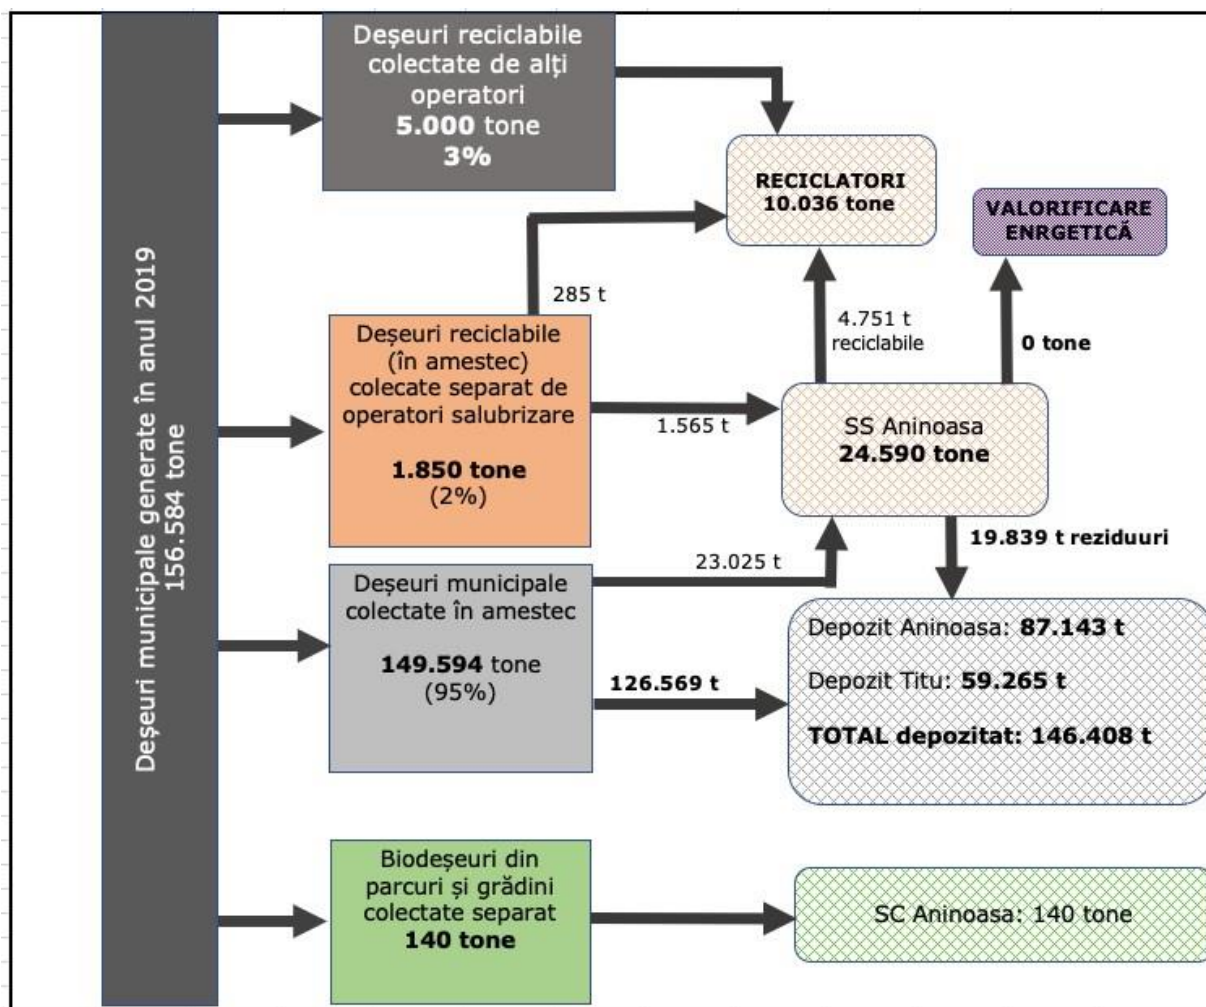 Deșeuri municipale generate în anul 2019
156.584 tone
Deșeuri reciclabile
colectate de alți
operatori
5.000 tone
3%
RECICLATORI
10.036 tone
VALORIFICARE
ENRGETICĂ
285 t
4.751 t
reciclabile
0 tone
Deșeuri reciclabile
(în amestec)
colecate separat de
operatori salubrizare
1.850 tone
(2%)
1.565 t
SS Aninoasa
24.590 tone
19.839 t reziduuri
23.025 t
Deșeuri municipale
colectate în amestec
149.594 tone
(95%)
126.569 t
Depozit Aninoasa: 87.143 t
Depozit Titu: 59.265 t
TOTAL depozitat: 146.408 t
Biodeșeuri din
parcuri și grădini
colectate separat
140 tone
SC Aninoasa: 140 tone